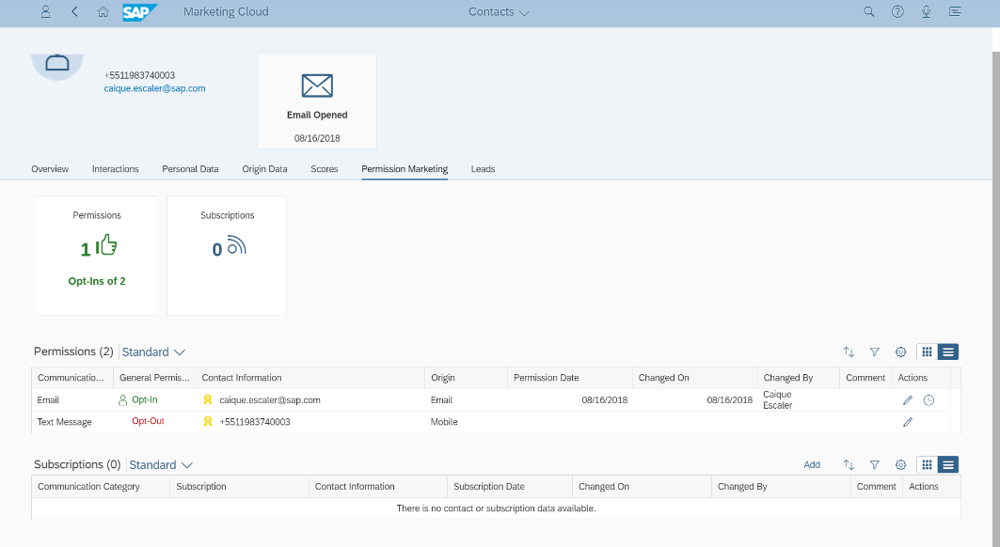 SAP Marketing Cloud Contacts
+5511983740003
caique.escaler@sap.com
Email Opened
08/16/2018
Overview Interactions Personal Data Origin Data Scores Permission Marketing Leads
Permissions Subscriptions
1 0
Opt-Ins of 2
Permissions (2) Standard
Communicatio... General Permis... Contact Information Origin Permission Date Changed On Changed By Comment Actions
Email Opt-In caique.escaler@sap.com Email 08/16/2018 08/16/2018 Caique
Escaler
Text Message Opt-Out +5511983740003 Mobile
Subscriptions (0) Standard Add
Communication Category Subscription Contact Information Subscription Date Changed On Changed By Comment Actions
There is no contact or subscription data available.